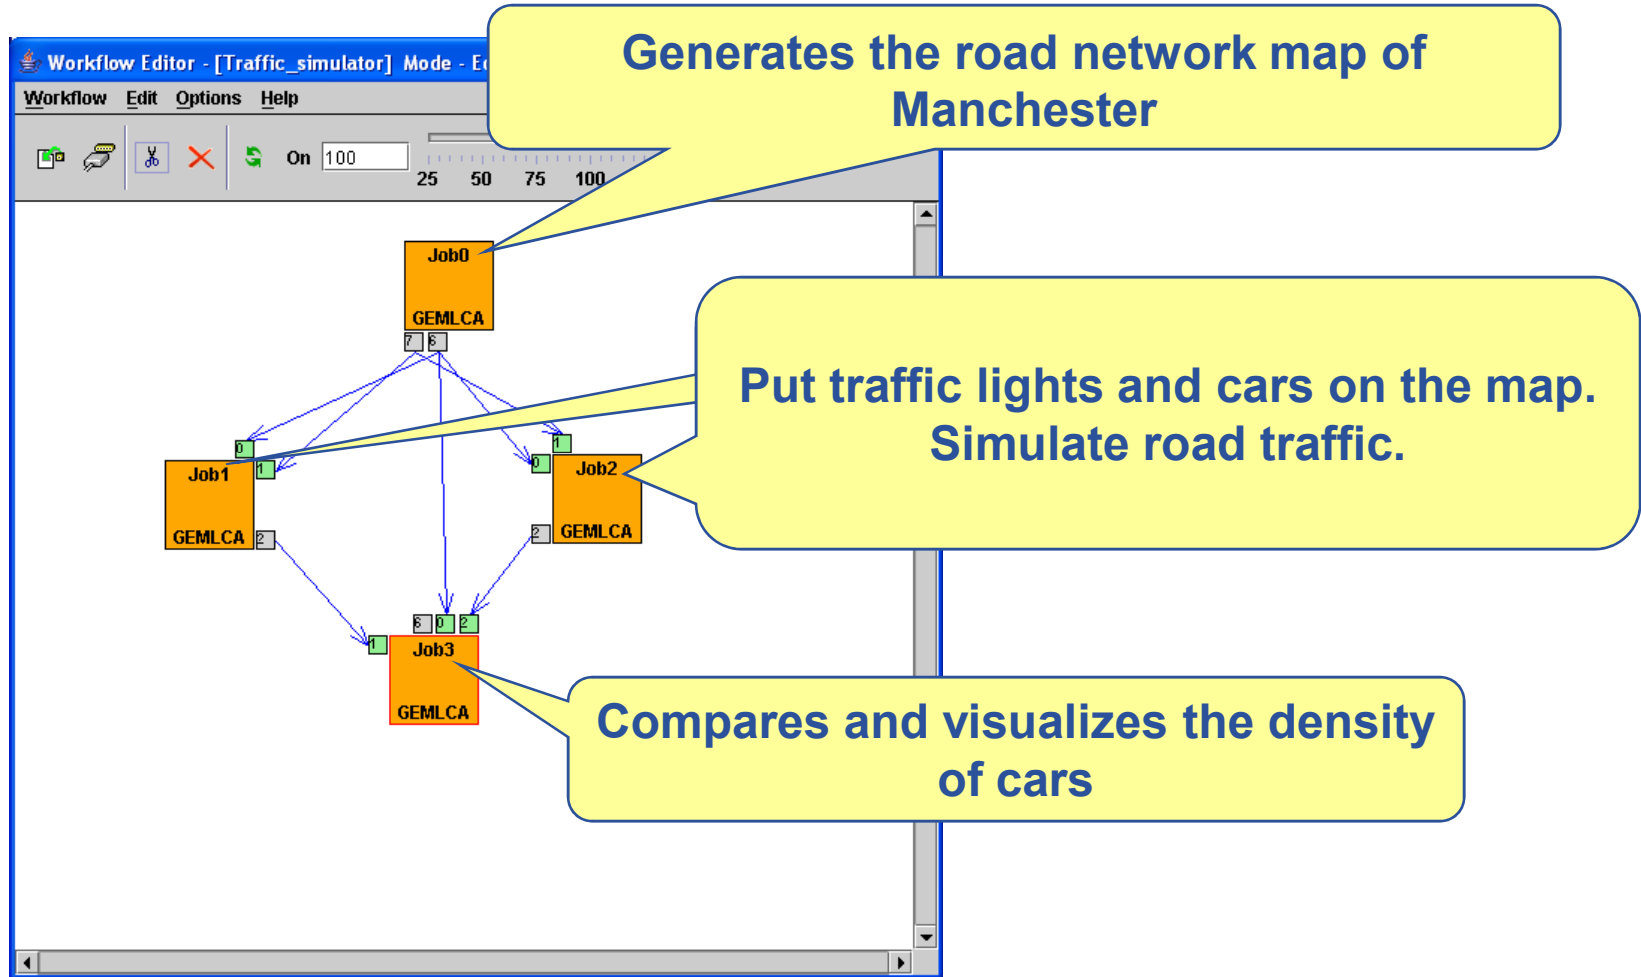 Generates the road network map of
Manchester
Workflow Editor - [Traffic_simulator] Mode -
Workflow Edit Options Help
On 100
25 50 75 100
Job0
GEMLCA
7 6
Put traffic lights and cars on the map.
Simulate road traffic.
0 1
Job1
GEMLCA
2
1
0
Job2
2 GEMLCA
6 0 2
1
Job3
GEMLCA
Compares and visualizes the density
of cars